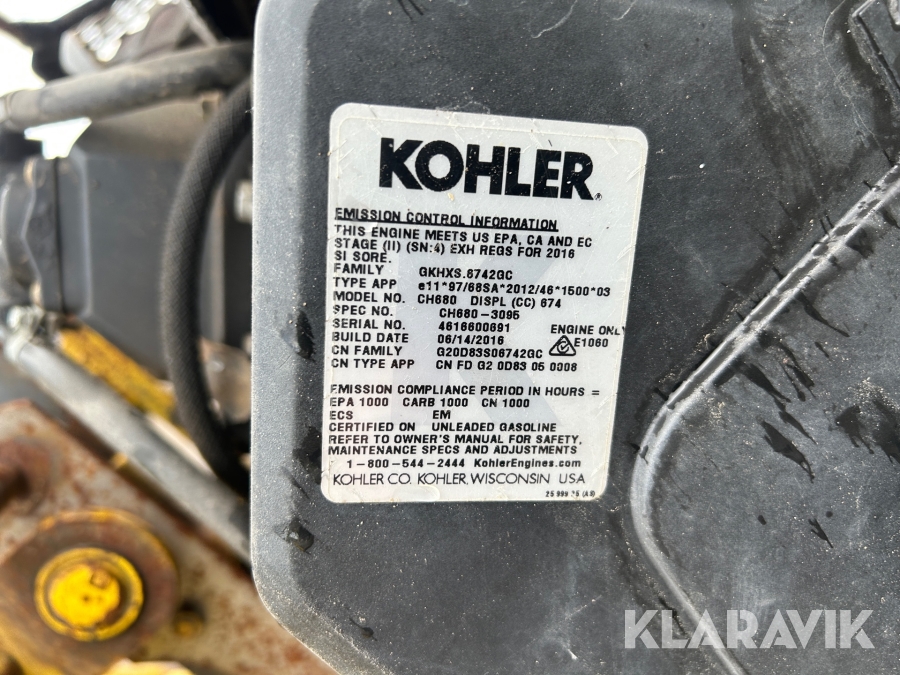 KOHLER®
EMISSION CONTROL INFORMATION
THIS ENGINE MEETS US EPA, CA AND EC
STAGE (II) (SN:4) EXH REGS FOR 2016
SI SORE.
FAMILY GKHXS.6742GC
TYPE APP e11*97/68SA*2012/46*1500*03
MODEL NO. CH680 DISPL (CC) 674
SPEC NO. CH680-3095
SERIAL NO. 4616600691 ENGINE ONLY
BUILD DATE 06/14/2016 E1060
CN FAMILY G20D83S06742GC
CN TYPE APP CN FD G2 0D83 06 0008
EMISSION COMPLIANCE PERIOD IN HOURS =
EPA 1000 CARB 1000 CN 1000
ECS EM
CERTIFIED ON UNLEADED GASOLINE
REFER TO OWNER'S MANUAL FOR SAFETY,
MAINTENANCE SPECS AND ADJUSTMENTS
1-800-544-2444 KohlerEngines.com
KOHLER CO. KOHLER, WISCONSIN USA
25 999
KLARAVIK